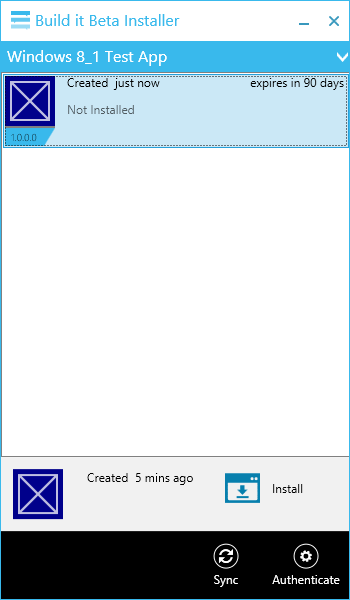 Build it Beta Installer
Windows 8_1 Test App
Created just now expires in 90 days
Not Installed
1.0.0.0
Created 5 mins ago
Install
Sync Authenticate